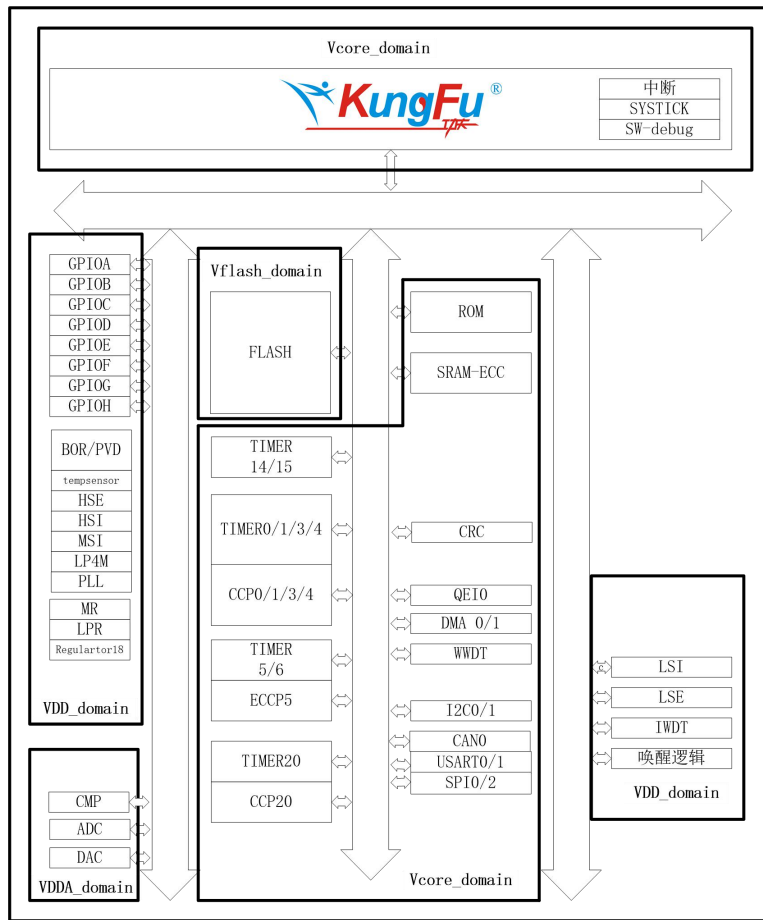 Vcore_domain
KungFu®
中断
SYSTICK
SW-debug
GPIOA
GPIOB
GPIOC
GPIOD
GPIOE
GPIOF
GPIOG
GPIOH
BOR/PVD
tempsensor
HSE
HSI
MSI
LP4M
PLL
MR
LPR
Regulartor18
VDD_domain
CMP
ADC
DAC
VDDA_domain
Vflash_domain
FLASH
TIMER
14/15
TIMER0/1/3/4
CCP0/1/3/4
TIMER
5/6
ECCP5
TIMER20
CCP20
ROM
SRAM-ECC
CRC
QEI0
DMA 0/1
WWDT
I2C0/1
CAN0
USART0/1
SPI0/2
Vcore_domain
C
LSI
LSE
IWDT
唤醒逻辑
VDD_domain